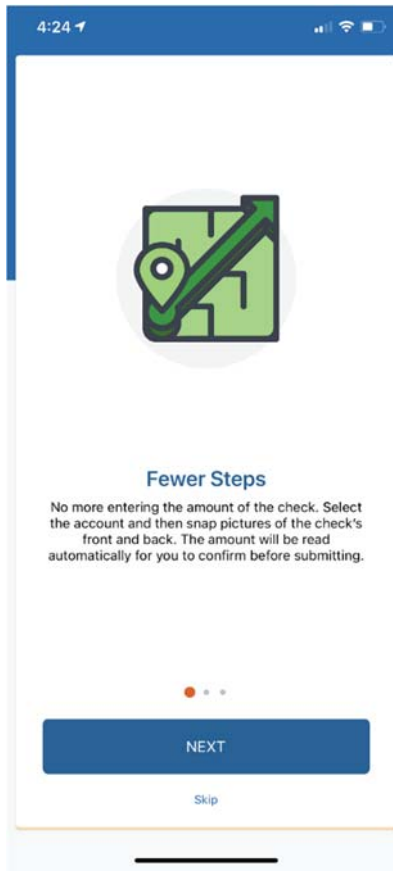 4:24
Fewer Steps
No more entering the amount of the check. Select
the account and then snap pictures of the check's
front and back. The amount will be read
automatically for you to confirm before submitting.
NEXT
Skip